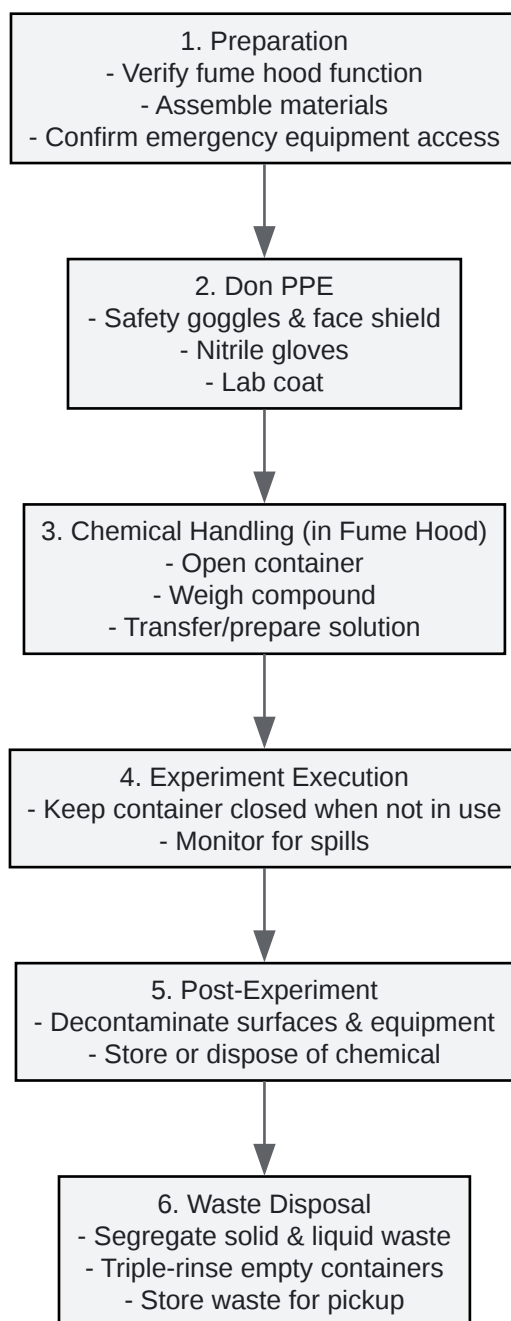 1. Preparation
- Verify fume hood function
- Assemble materials
- Confirm emergency equipment access
2. Don PPE
- Safety goggles & face shield
- Nitrile gloves
- Lab coat
3. Chemical Handling (in Fume Hood)
- Open container
- Weigh compound
- Transfer/prepare solution
4. Experiment Execution
- Keep container closed when not in use
- Monitor for spills
5. Post-Experiment
- Decontaminate surfaces & equipment
- Store or dispose of chemical
6. Waste Disposal
- Segregate solid & liquid waste
- Triple-rinse empty containers
- Store waste for pickup